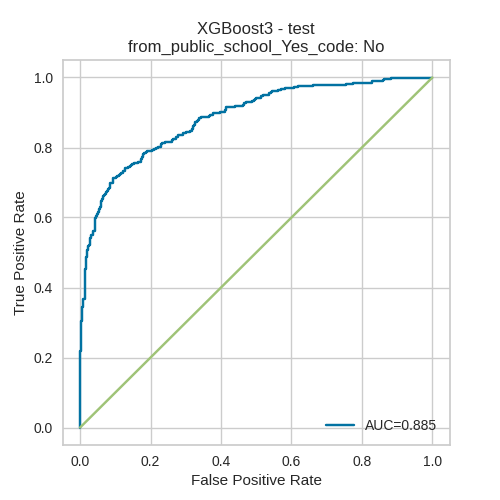 XGBoost3 - test
from_public_school_Yes_code: No
1.0
0.8
0.6
0.4
0.2
0.0
True Positive Rate
AUC=0.885
0.0 0.2 0.4 0.6 0.8 1.0
False Positive Rate